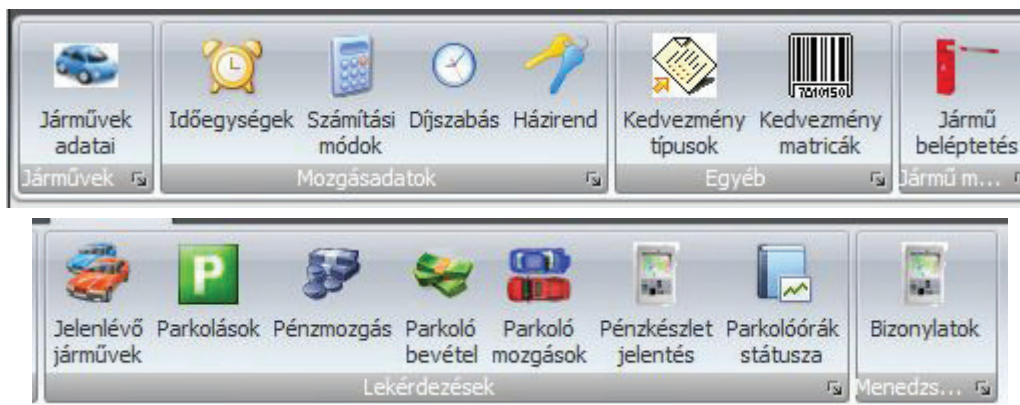 Járművek Időegységek Számítási Díjszabás Házirend Kedvezmény Kedvezmény Jármű
adatai módok típusok matricák beléptetés
7810150
Járművek Mozgásadatok Egyéb Jármű m...
P
Jelenlévő Parkolások Pénzmozgás Parkoló Parkoló Pénzkészlet Parkolóórák Bizonylatok
járművek bevétel mozgások jelentés státusza
Lekérdezések Menedzs...